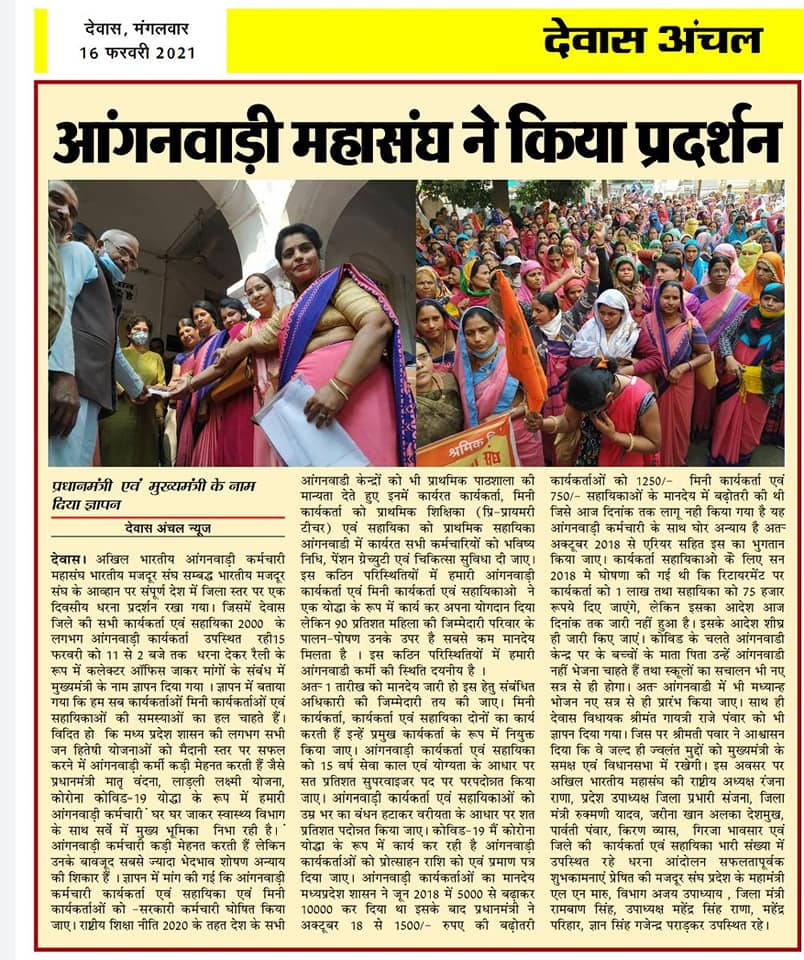 देवास, मंगलवार
16 फरवरी 2021
देवास अंचल
आंगनवाड़ी महासंघ ने किया प्रदर्शन
श्रमिक
संघ
प्रधानमंत्री एवं मुख्यमंत्री के नाम
दिया ज्ञापन
देवास अंचल न्यूज
देवास। अखिल भारतीय आंगनवाड़ी कर्मचारी
महासंघ भारतीय मजदूर संघ सम्बद्ध भारतीय मजदूर
संघ के आव्हान पर संपूर्ण देश में जिला स्तर पर एक
दिवसीय धरना प्रदर्शन रखा गया। जिसमें देवास
जिले की सभी कार्यकर्ता एवं सहायिका 2000 के
लगभग आंगनवाड़ी कार्यकर्ता उपस्थित रही15
फरवरी को 11 से 2 बजे तक धरना देकर रैली के
रूप में कलेक्टर ऑफिस जाकर मांगों के संबंध में
मुख्यमंत्री के नाम ज्ञापन दिया गया । ज्ञापन में बताया
गया कि हम सब कार्यकर्ताओं मिनी कार्यकर्ताओं एवं
सहायिकाओं की समस्याओं का हल चाहते हैं।
विदित हो कि मध्य प्रदेश शासन की लगभग सभी
जन हितेषी योजनाओं को मैदानी स्तर पर सफल
करने में आंगनवाड़ी कर्मी कड़ी मेहनत करती हैं जैसे
प्रधानमंत्री मातृ वंदना, लाड़ली लक्ष्मी योजना,
कोरोना कोविड-19 योद्धा के रूप में हमारी
आंगनवाड़ी कर्मचारी घर घर जाकर स्वास्थ्य विभाग
के साथ सर्वे में मुख्य भूमिका निभा रही है।
आंगनवाड़ी कर्मचारी कड़ी मेहनत करती हैं लेकिन
उनके बावजूद सबसे ज्यादा भेदभाव शोषण अन्याय
की शिकार हैं । ज्ञापन में मांग की गई कि आंगनवाड़ी
कर्मचारी कार्यकर्ता एवं सहायिका एवं मिनी
कार्यकर्ताओं को -सरकारी कर्मचारी घोषित किया
जाए। राष्ट्रीय शिक्षा नीति 2020 के तहत देश के सभी
आंगनवाडी केन्द्रों को भी प्राथमिक पाठशाला की
मान्यता देते हुए इनमें कार्यरत कार्यकर्ता, मिनी
कार्यकर्ता को प्राथमिक शिक्षिका (प्रि-प्रायमरी
टीचर) एवं सहायिका को प्राथमिक सहायिका
आंगनवाडी में कार्यरत सभी कर्मचारियों को भविष्य
निधि, पेंशन ग्रेच्युटी एवं चिकित्सा सुविधा दी जाए।
इस कठिन परिस्थितियों में हमारी आंगनवाड़ी
कार्यकर्ता एवं मिनी कार्यकर्ता एवं सहायिकाओ ने
एक योद्धा के रूप में कार्य कर अपना योगदान दिया
लेकिन 90 प्रतिशत महिला की जिमेदारी परिवार के
पालन-पोषण उनके उपर है सबसे कम मानदेय
मिलता है । इस कठिन परिस्थितियों में हमारी
आंगनवाडी कर्मी की स्थिति दयनीय है ।
अतः 1 तारीख को मानदेय जारी हो इस हेतु संबंधित
अधिकारी की जिम्मेदारी तय की जाए। मिनी
कार्यकर्ता, कार्यकर्ता एवं सहायिका दोनों का कार्य
करती हैं इन्हें प्रमुख कार्यकर्ता के रूप में नियुक्त
किया जाए। आंगनवाड़ी कार्यकर्ता एवं सहायिका
को 15 वर्ष सेवा काल एवं योग्यता के आधार पर
सत प्रतिशत सुपरवाइजर पद पर परपदोन्नत किया
जाए। आंगनवाड़ी कार्यकर्ता एवं सहायिकाओं को
उम्र भर का बंधन हटाकर वरीयता के आधार पर शत
प्रतिशत पदोन्नत किया जाए। कोविड-19 मैं कोरोना
योद्धा के रूप में कार्य कर रही है आंगनवाड़ी
कार्यकर्ताओं को प्रोत्साहन राशि को एवं प्रमाण पत्र
दिया जाए। आंगनवाड़ी कार्यकर्ताओं का मानदेय
मध्यप्रदेश शासन ने जून 2018 में 5000 से बढ़ाकर
10000 कर दिया था इसके बाद प्रधानमंत्री ने
अक्टूबर 18 से 1500/- रुपए की बढ़ोतरी
कार्यकर्ताओं को 1250/- मिनी कार्यकर्ता एवं
750/- सहायिकाओं के मानदेय में बढ़ोतरी की थी
जिसे आज दिनांक तक लागू नही किया गया है यह
आंगनवाड़ी कर्मचारी के साथ घोर अन्याय है अतः
अक्टूबर 2018 से एरियर सहित इस का भुगतान
किया जाए। कार्यकर्ता सहायिकाओ के लिए सन
2018 मे घोषणा की गई थी कि रिटायरमेंट पर
कार्यकर्ता को 1 लाख तथा सहायिका को 75 हजार
रूपये दिए जाएंगे, लेकिन इसका आदेश आज
दिनांक तक जारी नहीं हुआ है। इसके आदेश शीघ्र
ही जारी किए जाएं। कोविड के चलते आंगनवाडी
केन्द्र पर के बच्चों के माता पिता उन्हें आंगनवाडी
नहीं भेजना चाहते हैं तथा स्कूलों का सचालन भी नए
सत्र से ही होगा। अतः आंगनवाडी में भी मध्यान्ह
भोजन नए सत्र से ही प्रारंभ किया जाए। साथ ही
देवास विधायक श्रीमंत गायत्री राजे पंवार को भी
ज्ञापन दिया गया। जिस पर श्रीमती पवार ने आश्वासन
दिया कि वे जल्द ही ज्वलंत मुद्दों को मुख्यमंत्री के
समक्ष एवं विधानसभा में रखेगी। इस अवसर पर
अखिल भारतीय महासंघ की राष्ट्रीय अध्यक्ष रंजना
राणा, प्रदेश उपाध्यक्ष जिला प्रभारी संजना, जिला
मंत्री रुक्मणी यादव, जरीना खान अलका देशमुख,
पार्वती पंवार, किरण व्यास, गिरजा भावसार एवं
जिले की कार्यकर्ता एवं सहायिका भारी संख्या में
उपस्थित रहे धरना आंदोलन सफलतापूर्वक
शुभकामनाएं प्रेषित की मजदूर संघ प्रदेश के महामंत्री
एल एन मारु, विभाग अजय उपाध्याय , जिला मंत्री
रामबाण सिंह, उपाध्यक्ष महेंद्र सिंह राणा, महेंद्र
परिहार, ज्ञान सिंह गजेन्द्र पराड़कर उपस्थित रहे।